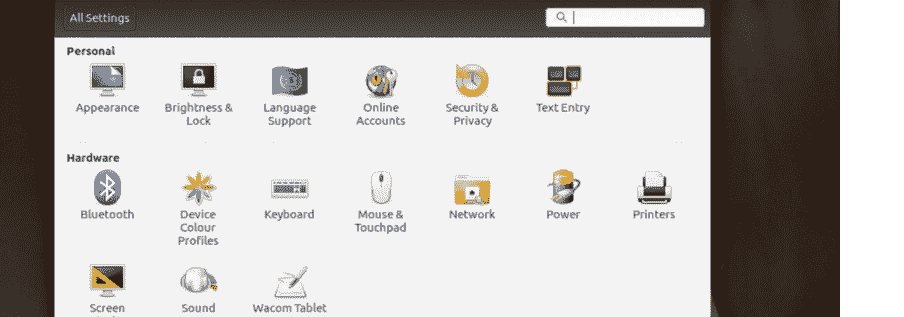 All Settings
Personal
Appearance Brightness & Language Online Security & Text Entry
Lock Support Accounts Privacy
Hardware
Bluetooth Device Keyboard Mouse & Network Power Printers
Colour Touchpad
Profiles
Screen Sound Wacom Tablet